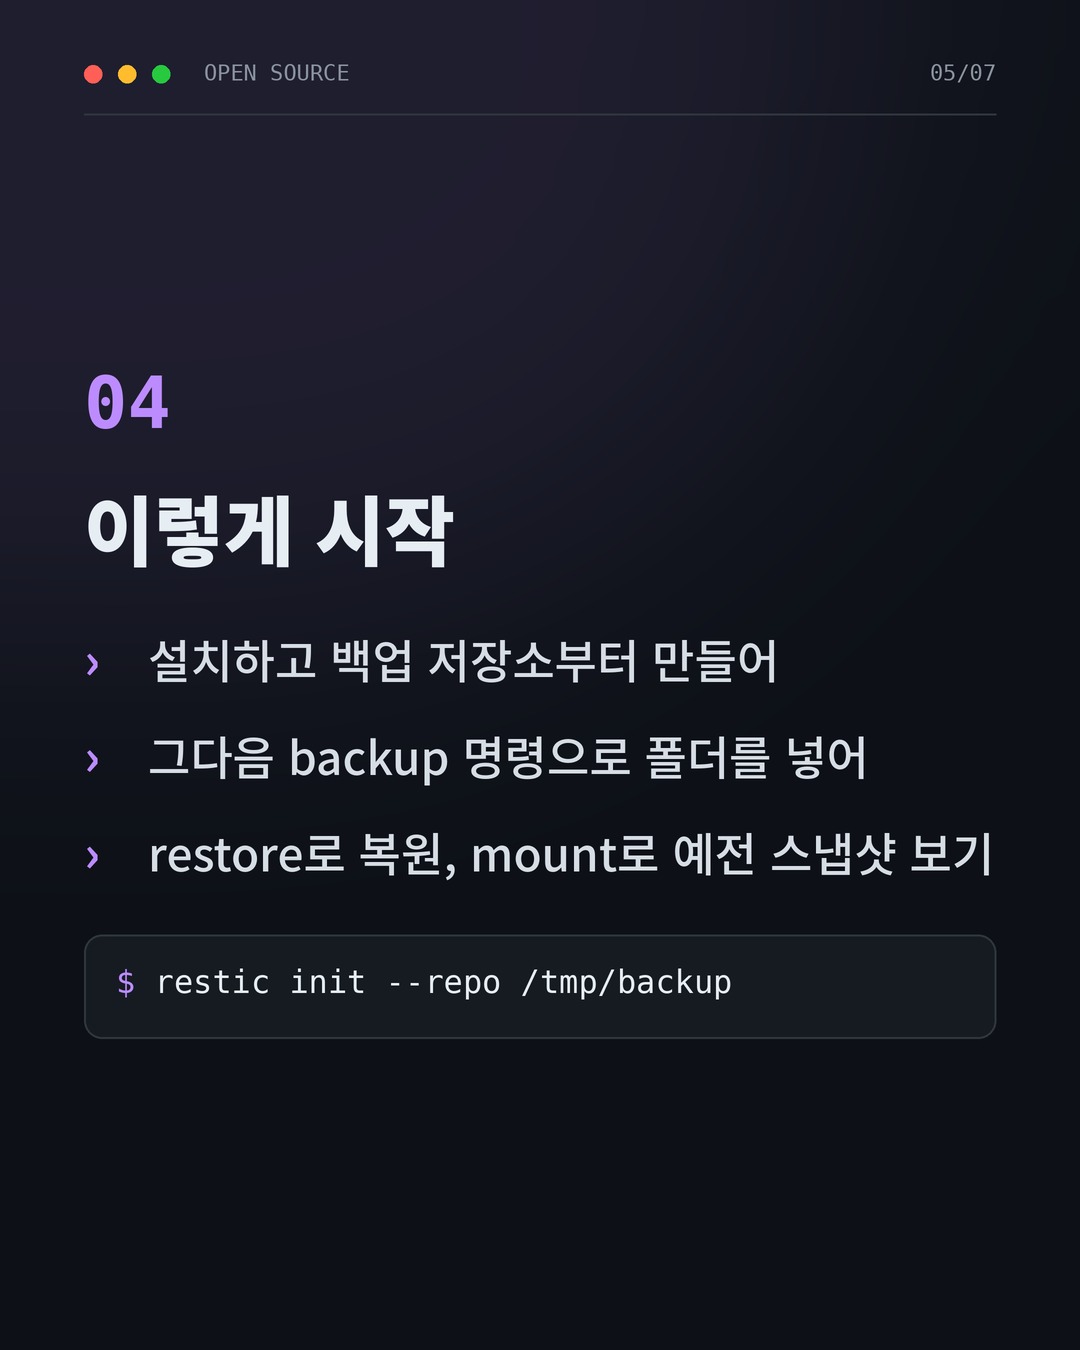 OPEN SOURCE
05/07
04
이렇게 시작
› 설치하고 백업 저장소부터 만들어
› 그다음 backup 명령으로 폴더를 넣어
› restore로 복원, mount로 예전 스냅샷 보기
$ restic init --repo /tmp/backup